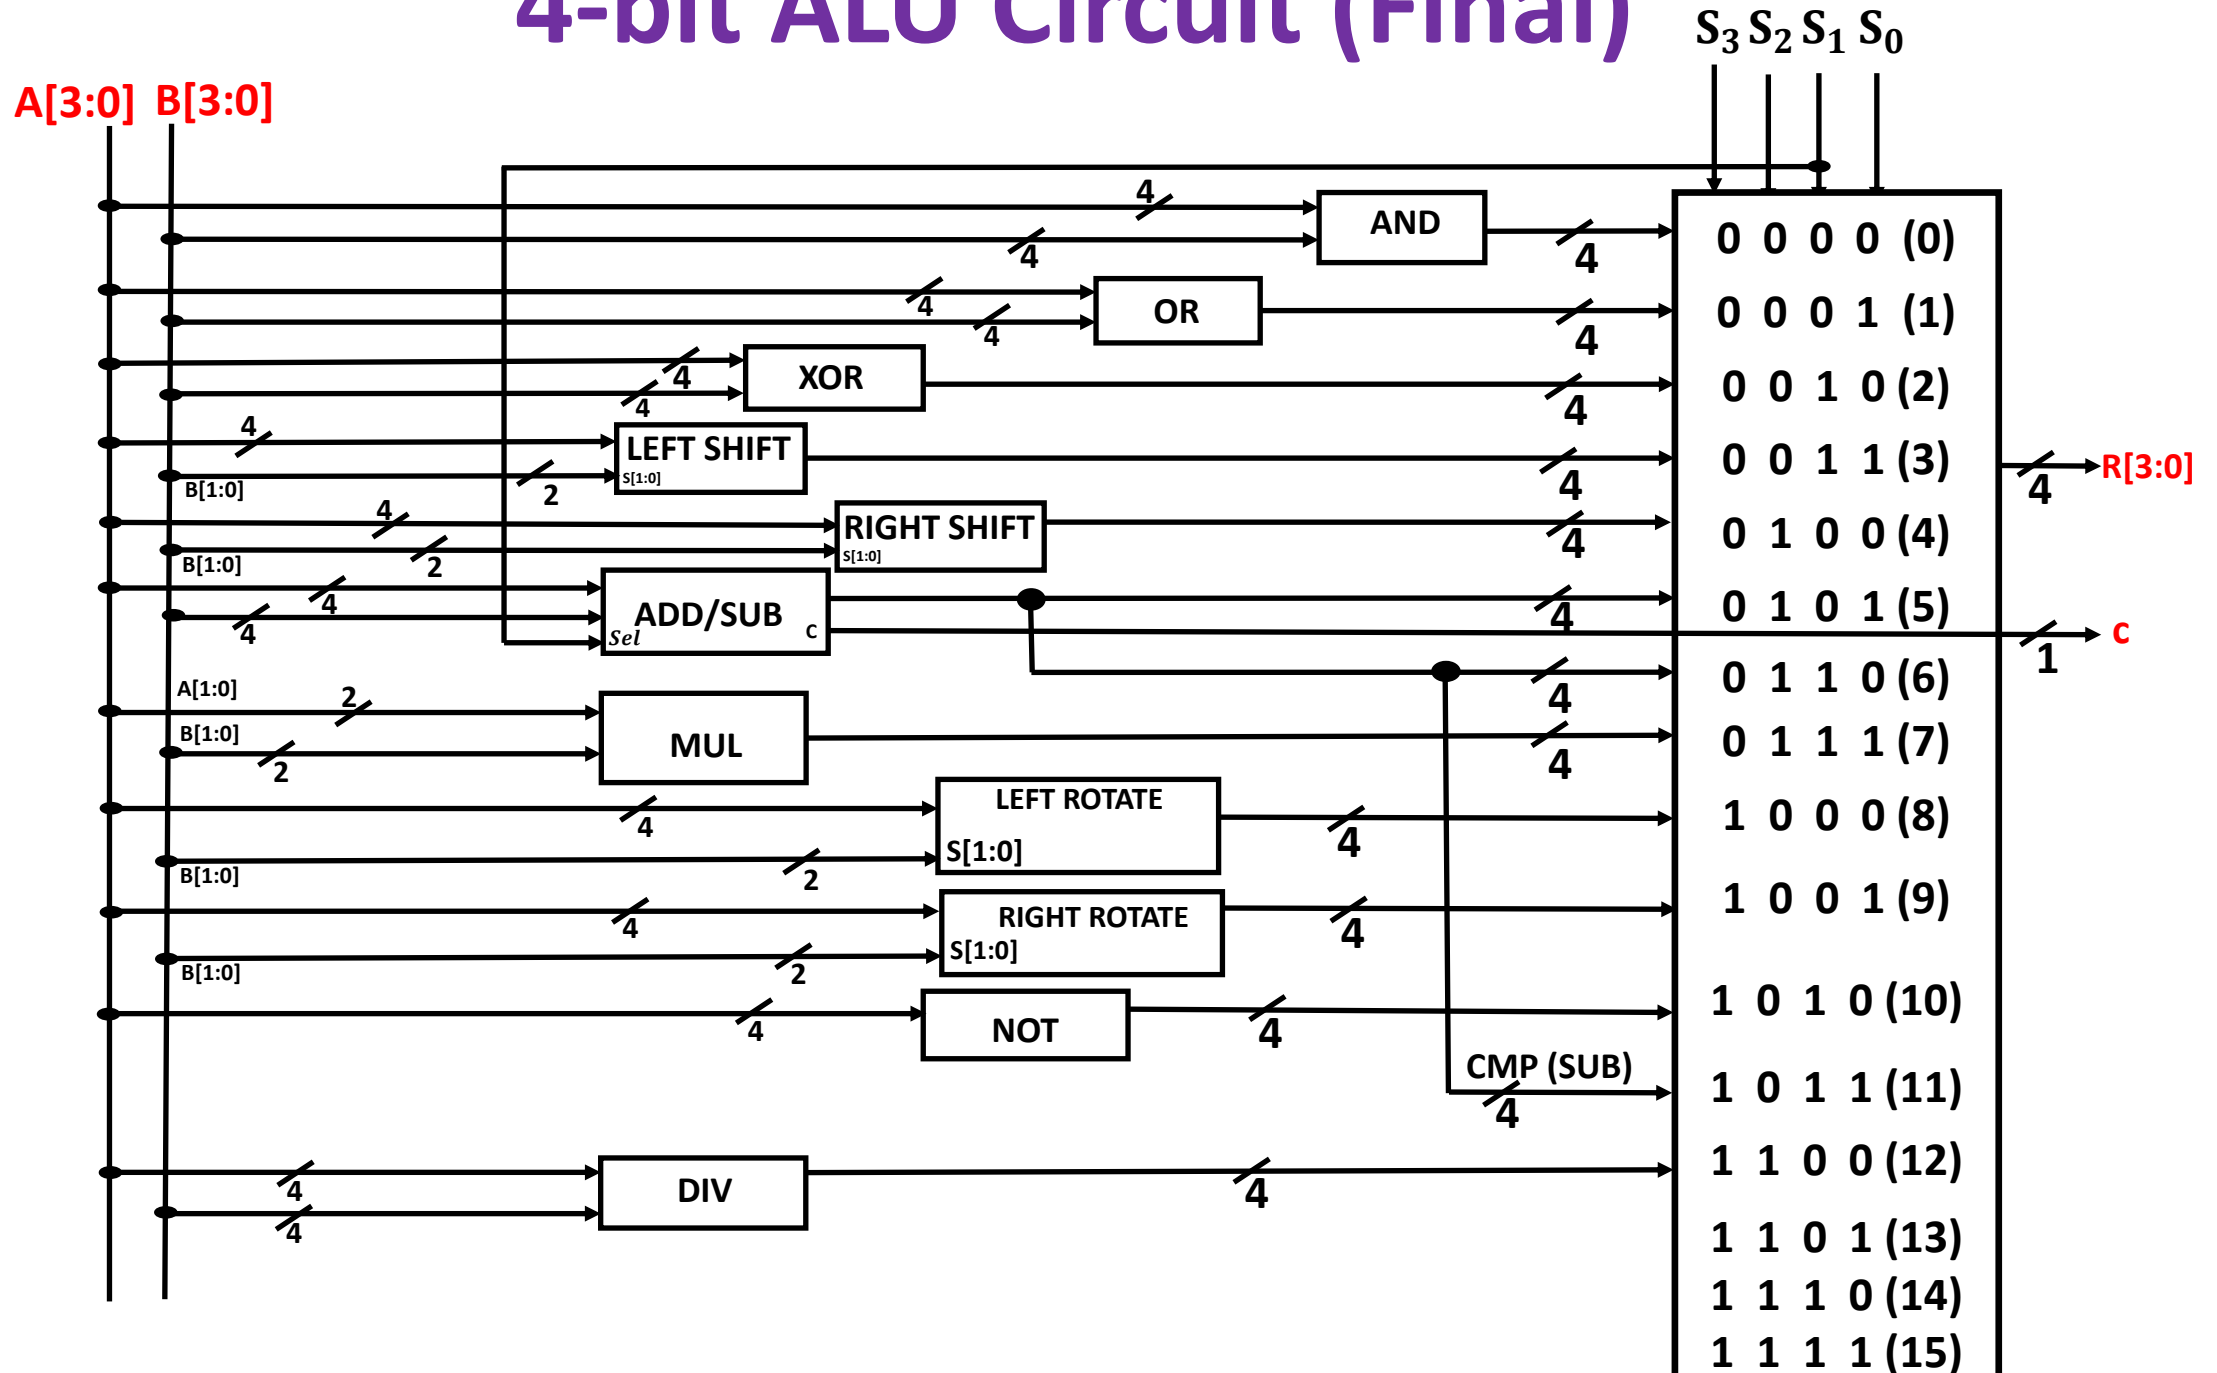 4-bit ALU Circuit (Final)
S3 S2 S1 S0
A[3:0] B[3:0]
4
4
AND
4
0 0 0 0 (0)
4
4
OR
4
0 0 0 1 (1)
4
4
XOR
4
0 0 1 0 (2)
4
B[1:0]
2
LEFT SHIFT
S[1:0]
4
0 0 1 1 (3)
4
R[3:0]
4
B[1:0]
2
RIGHT SHIFT
S[1:0]
4
0 1 0 0 (4)
4
4
ADD/SUB
Sel
C
4
0 1 0 1 (5)
1
C
4
0 1 1 0 (6)
A[1:0]
2
B[1:0]
2
MUL
4
0 1 1 1 (7)
4
B[1:0]
2
LEFT ROTATE
S[1:0]
4
1 0 0 0 (8)
4
B[1:0]
2
RIGHT ROTATE
S[1:0]
4
1 0 0 1 (9)
4
NOT
4
1 0 1 0 (10)
CMP (SUB)
4
1 0 1 1 (11)
4
4
DIV
4
1 1 0 0 (12)
1 1 0 1 (13)
1 1 1 0 (14)
1 1 1 1 (15)